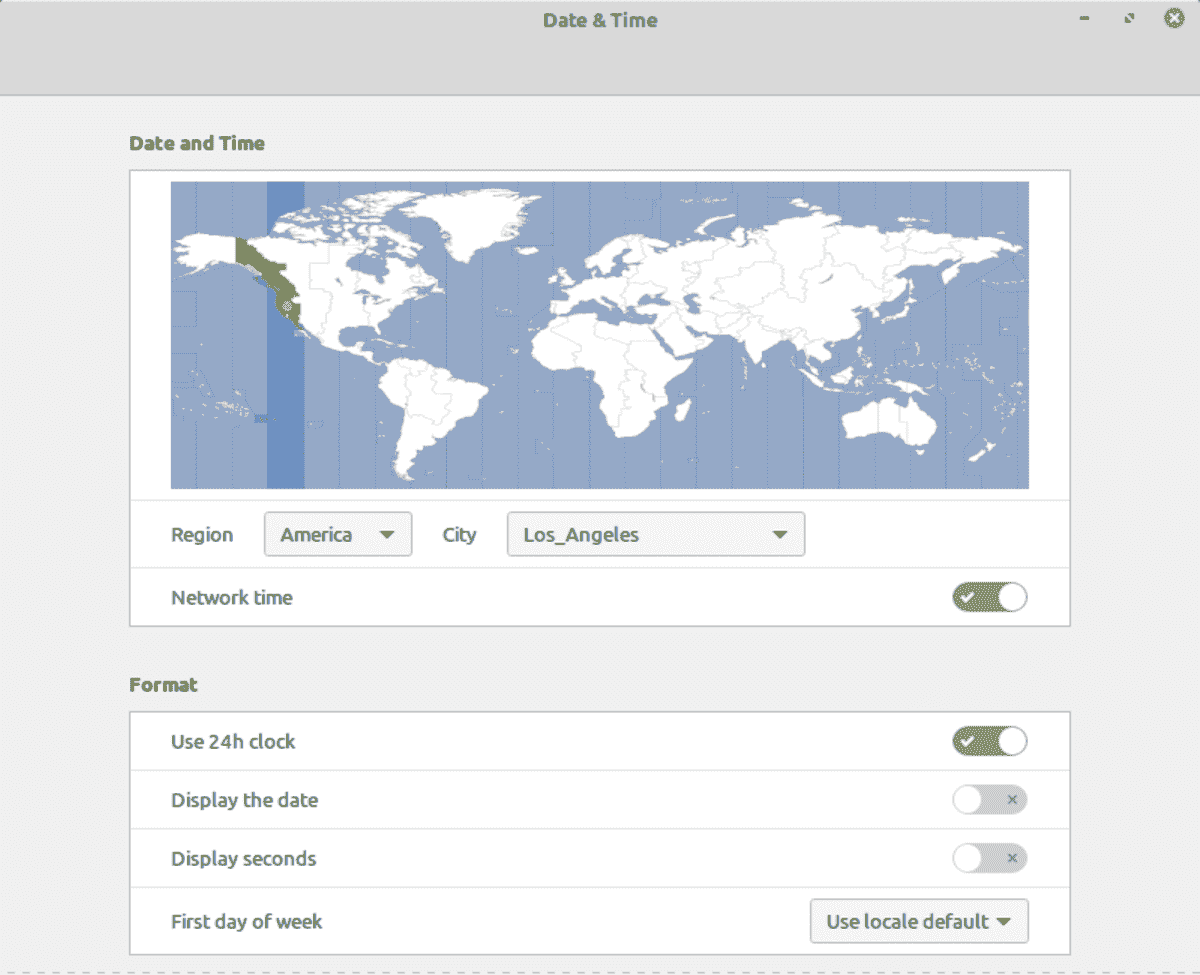 Date & Time
Date and Time
Region America City Los_Angeles
Network time
Format
Use 24h clock
Display the date
Display seconds
First day of week Use locale default